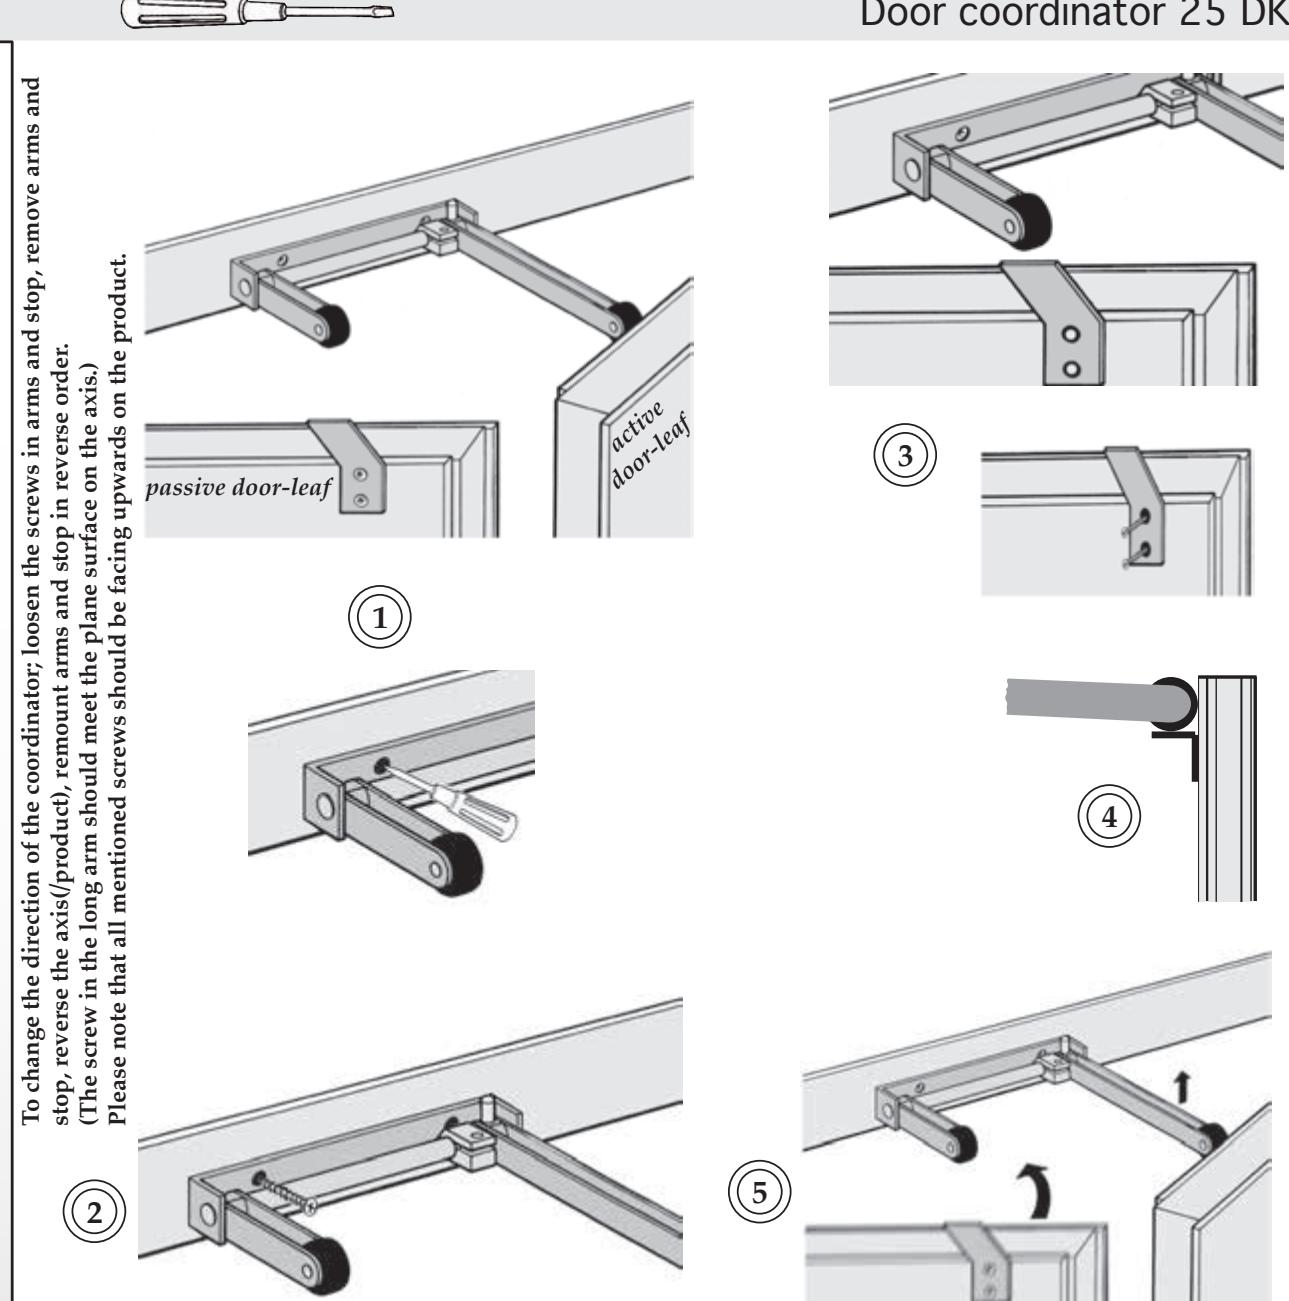 Door coordinator 25 DK
To change the direction of the coordinator; loosen the screws in arms and stop, remove arms and
stop, reverse the axis(/product), remount arms and stop in reverse order.
(The screw in the long arm should meet the plane surface on the axis.)
Please note that all mentioned screws should be facing upwards on the product.
passive door-leaf
active
door-leaf
1
2
3
4
5